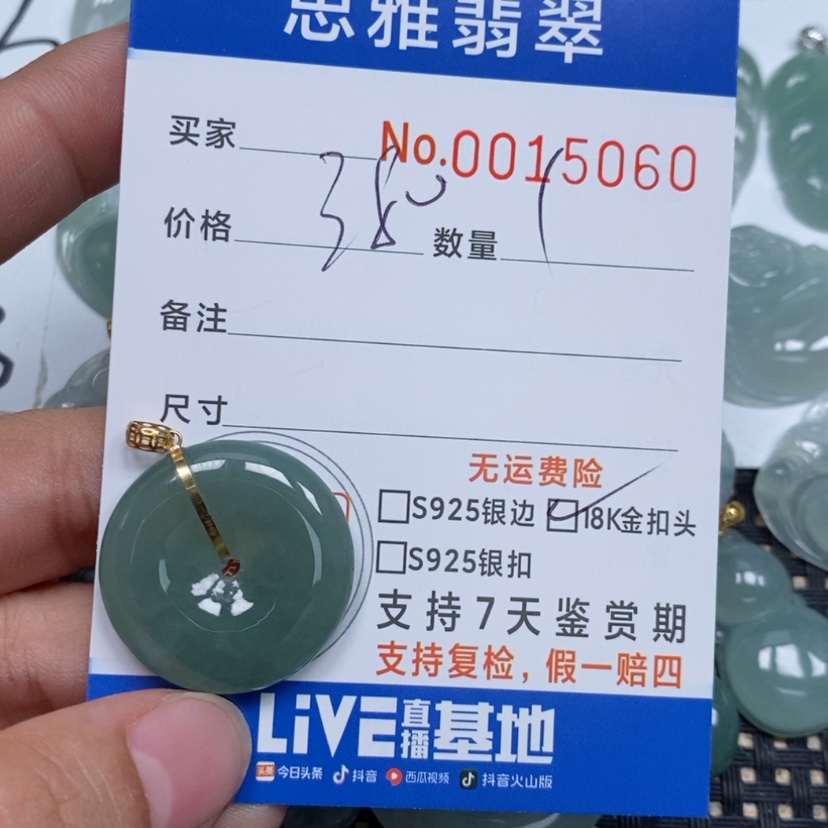 思雅翡翠
买家 No.0015060
价格 380 数量 1
备注
尺寸
无运费险
S925银边 18K金扣头
S925银扣
支持7天鉴赏期
支持复检，假一赔四
LiVE直播基地
头条 今日头条 抖音 西瓜视频 抖音火山版